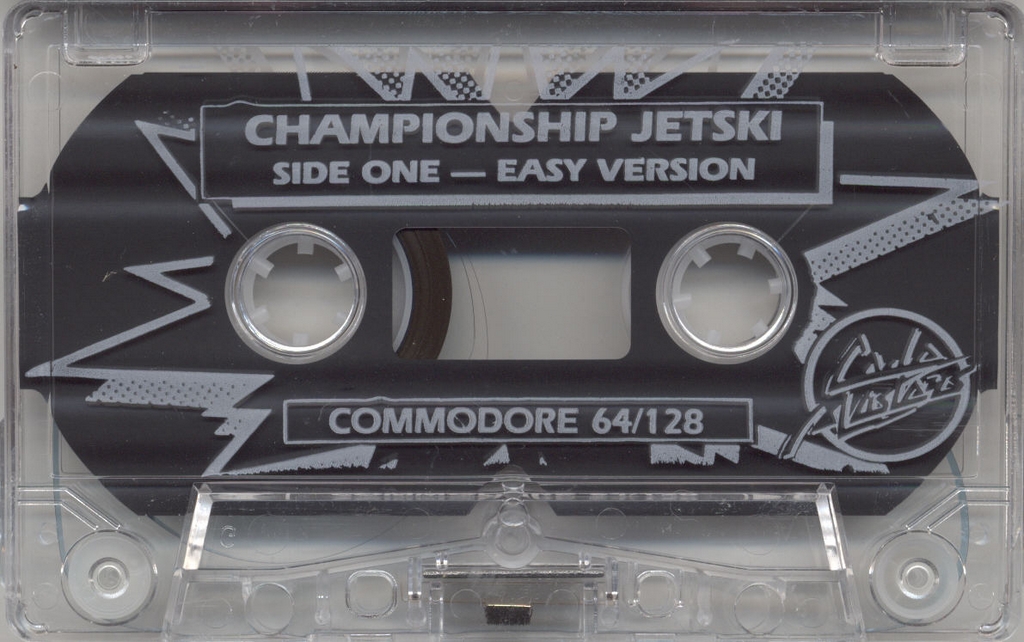 CHAMPIONSHIP JETSKI
SIDE ONE — EASY VERSION
COMMODORE 64/128